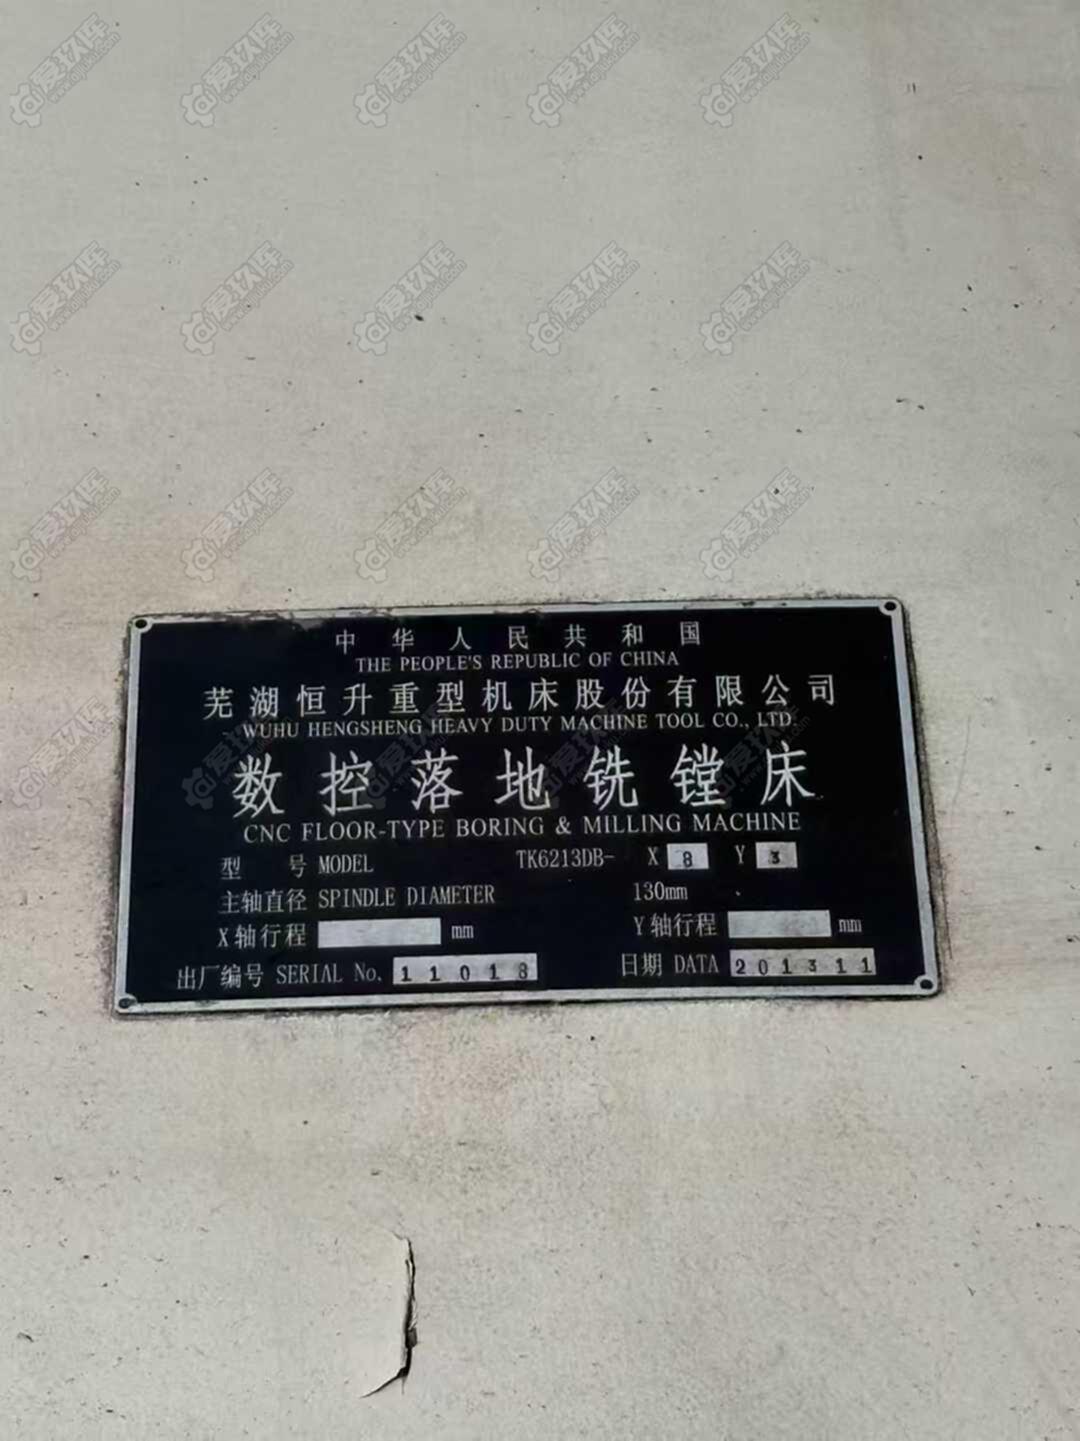 中华人民共和国
THE PEOPLE'S REPUBLIC OF CHINA
芜湖恒升重型机床股份有限公司
WUHU HENGSHENG HEAVY DUTY MACHINE TOOL CO., LTD.
数控落地铣镗床
CNC FLOOR-TYPE BORING & MILLING MACHINE
型 号 MODEL TK6213DB- X 8 Y 3
主轴直径 SPINDLE DIAMETER 130mm
X轴行程 mm Y轴行程 mm
出厂编号 SERIAL No. 11018 日期 DATA 201311
爱玖库